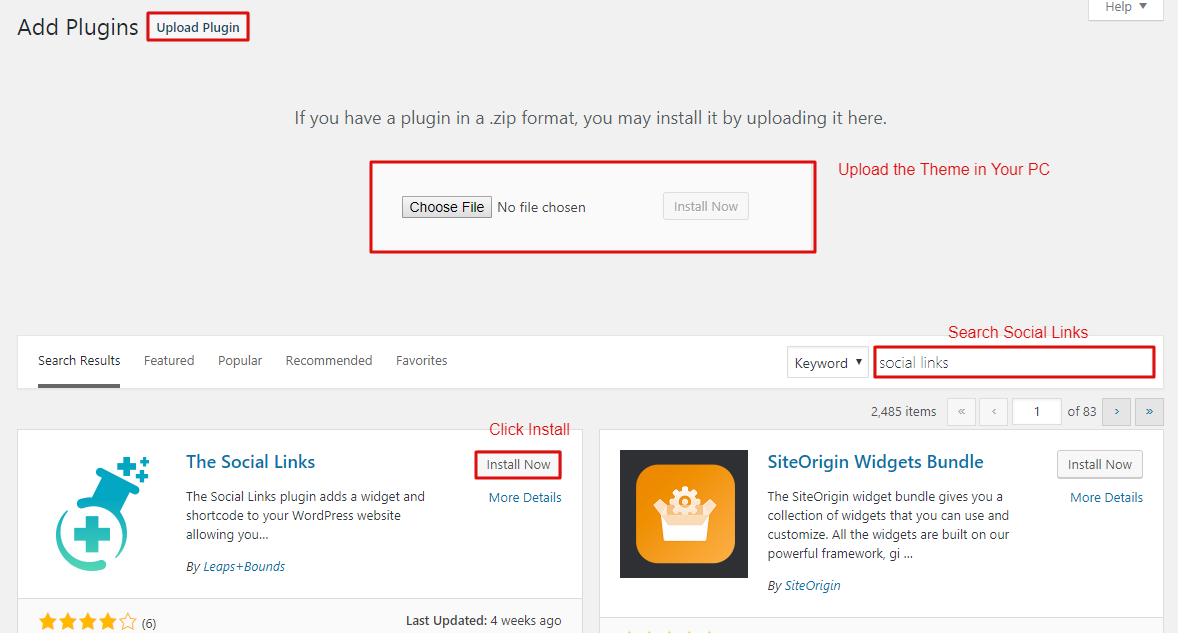 Help ▼
Add Plugins Upload Plugin
If you have a plugin in a .zip format, you may install it by uploading it here.
Upload the Theme in Your PC
Choose File No file chosen Install Now
Search Social Links
Search Results Featured Popular Recommended Favorites Keyword ▼ social links
2,485 items « ‹ 1 of 83 › »
Click Install
The Social Links
Install Now
More Details
The Social Links plugin adds a widget and
shortcode to your WordPress website
allowing you...
By Leaps+Bounds
(6)
Last Updated: 4 weeks ago
SiteOrigin Widgets Bundle
Install Now
More Details
The SiteOrigin widget bundle gives you a
collection of widgets that you can use and
customize. All the widgets are built on our
powerful framework, gi ...
By SiteOrigin